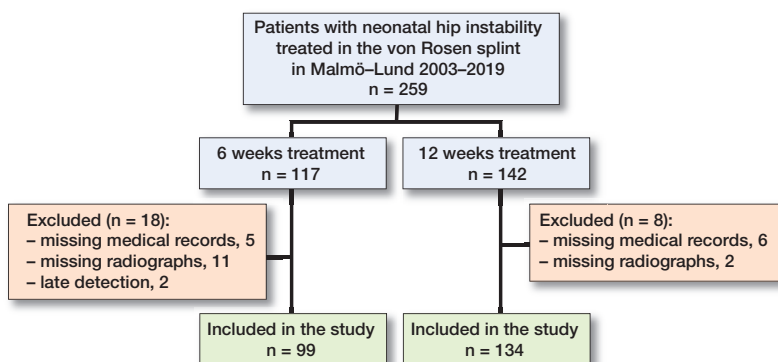 Patients with neonatal hip instability
treated in the von Rosen splint
in Malmö–Lund 2003–2019
n = 259
6 weeks treatment
n = 117
12 weeks treatment
n = 142
Excluded (n = 18):
– missing medical records, 5
– missing radiographs, 11
– late detection, 2
Excluded (n = 8):
– missing medical records, 6
– missing radiographs, 2
Included in the study
n = 99
Included in the study
n = 134